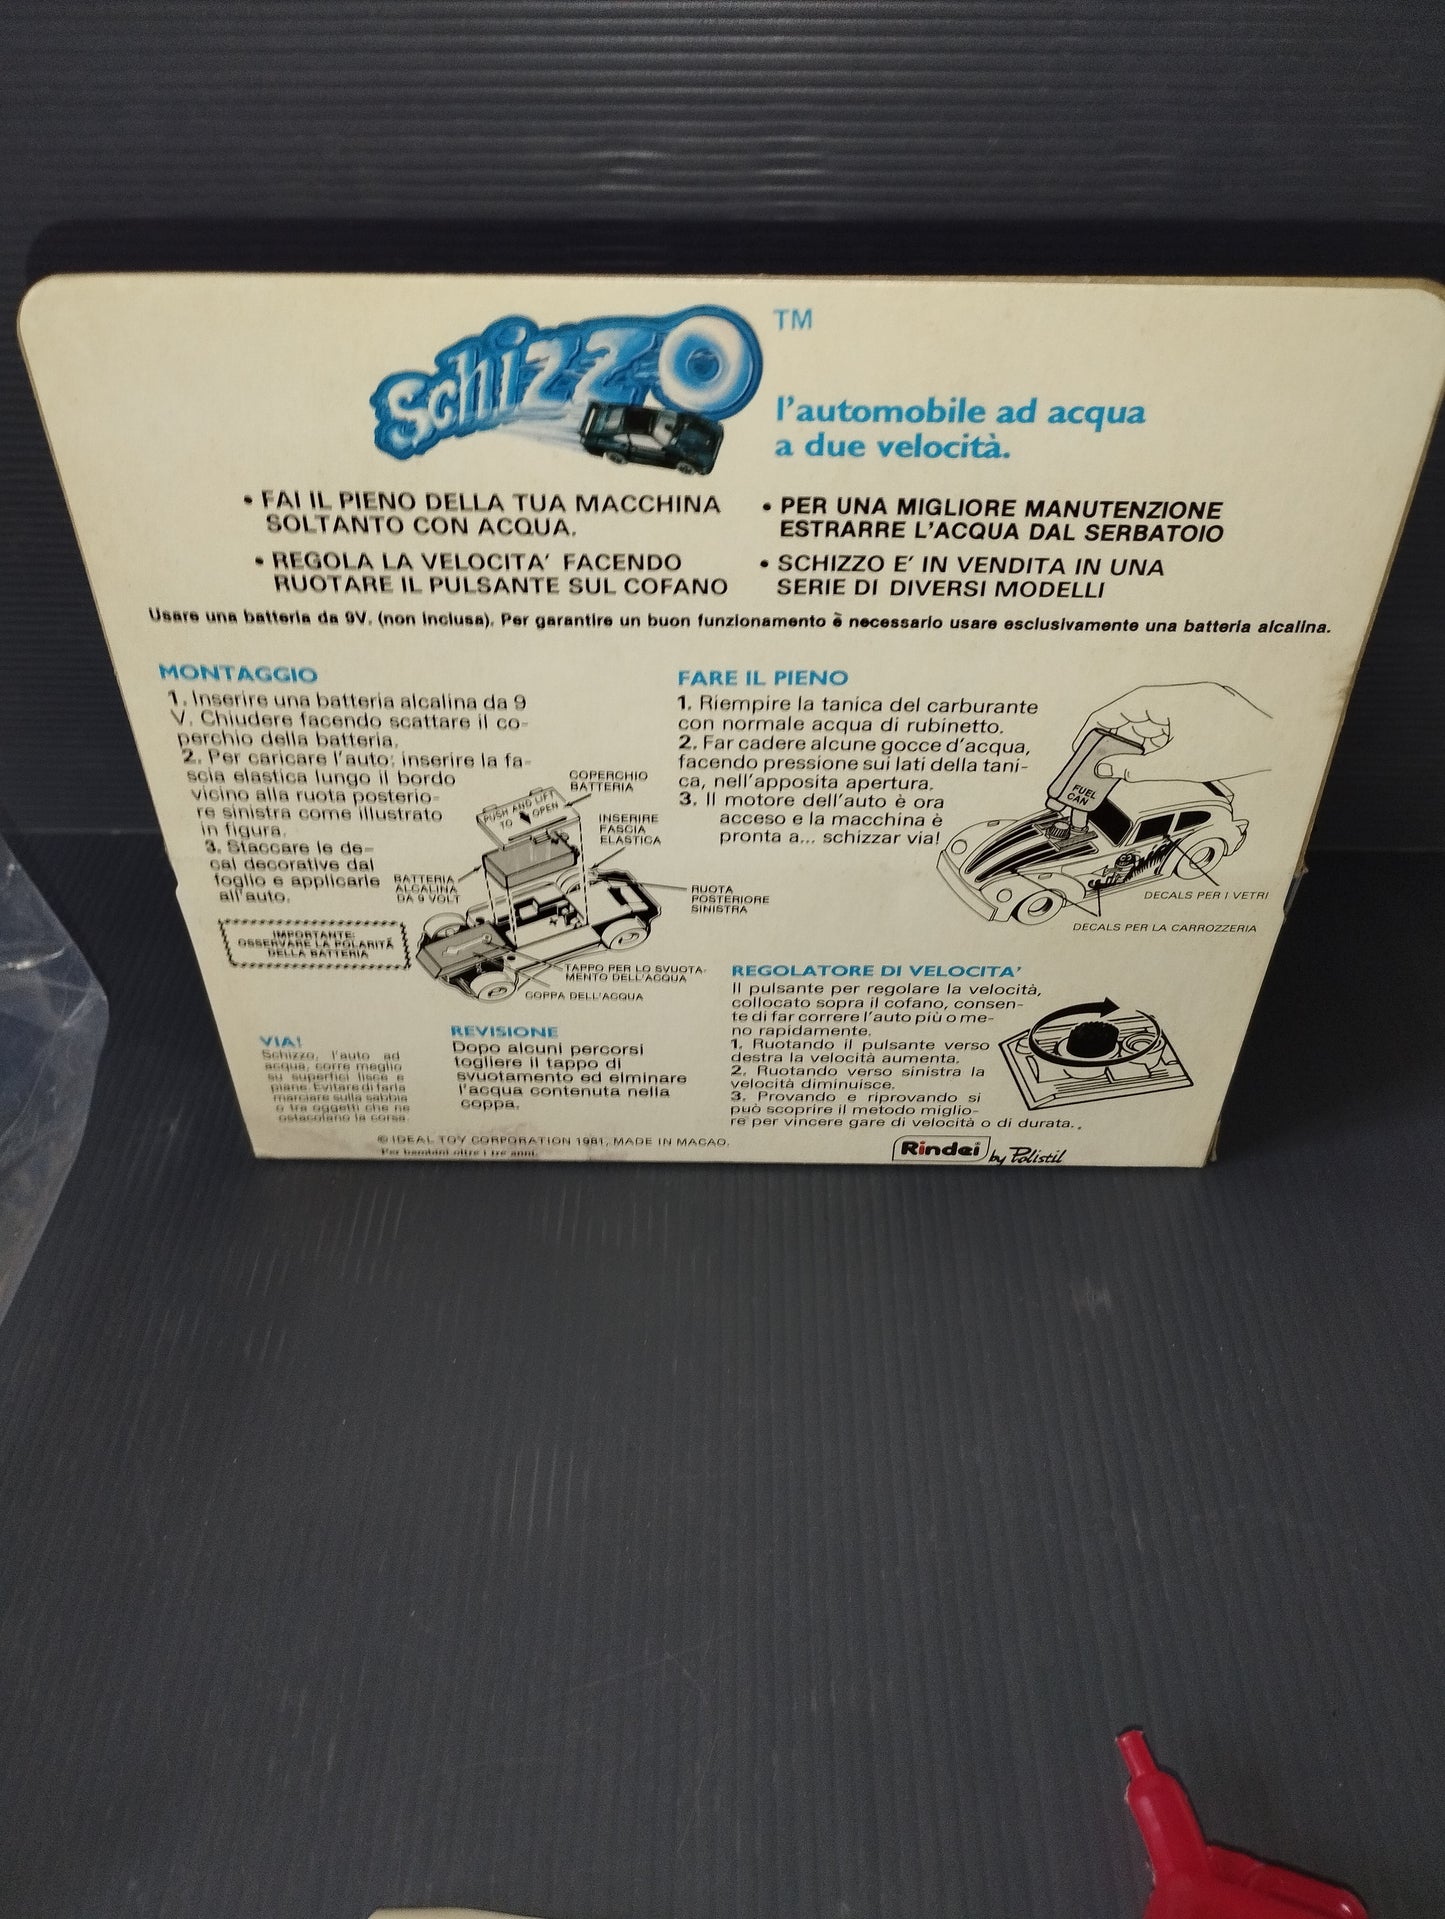 Schizzo
TM
l'automobile ad acqua
a due velocità.
• FAI IL PIENO DELLA TUA MACCHINA
SOLTANTO CON ACQUA.
• REGOLA LA VELOCITA' FACENDO
RUOTARE IL PULSANTE SUL COFANO
• PER UNA MIGLIORE MANUTENZIONE
ESTRARRE L'ACQUA DAL SERBATOIO
• SCHIZZO E' IN VENDITA IN UNA
SERIE DI DIVERSI MODELLI
Usare una batteria da 9V. (non inclusa). Per garantire un buon funzionamento è necessario usare esclusivamente una batteria alcalina.
MONTAGGIO
1. Inserire una batteria alcalina da 9
V. Chiudere facendo scattare il co-
perchio della batteria.
2. Per caricare l'auto: inserire la fa-
scia elastica lungo il bordo
vicino alla ruota posterio-
re sinistra come illustrato
in figura.
3. Staccare le de-
cal decorative dal
foglio e applicarle
all'auto.
IMPORTANTE:
OSSERVARE LA POLARITÀ
DELLA BATTERIA
COPERCHIO
BATTERIA
PUSH AND LIFT
TO OPEN
INSERIRE
FASCIA
ELASTICA
BATTERIA
ALCALINA
DA 9 VOLT
RUOTA
POSTERIORE
SINISTRA
TAPPO PER LO SVUOTA-
MENTO DELL'ACQUA
COPPA DELL'ACQUA
FARE IL PIENO
1. Riempire la tanica del carburante
con normale acqua di rubinetto.
2. Far cadere alcune gocce d'acqua,
facendo pressione sui lati della tani-
ca, nell'apposita apertura.
3. Il motore dell'auto è ora
acceso e la macchina è
pronta a... schizzar via!
FUEL
CAN
DECALS PER I VETRI
DECALS PER LA CARROZZERIA
VIA!
Schizzo, l'auto ad
acqua, corre meglio
su superfici lisce e
piane. Evitare di farla
marciare sulla sabbia
o tra oggetti che ne
ostacolano la corsa.
REVISIONE
Dopo alcuni percorsi
togliere il tappo di
svuotamento ed elminare
l'acqua contenuta nella
coppa.
REGOLATORE DI VELOCITA'
Il pulsante per regolare la velocità,
collocato sopra il cofano, consen-
te di far correre l'auto più o me-
no rapidamente.
1. Ruotando il pulsante verso
destra la velocità aumenta.
2. Ruotando verso sinistra la
velocità diminuisce.
3. Provando e riprovando si
può scoprire il metodo miglio-
re per vincere gare di velocità o di durata..
© IDEAL TOY CORPORATION 1981, MADE IN MACAO.
Per bambini oltre i tre anni.
Rindei by Polistil